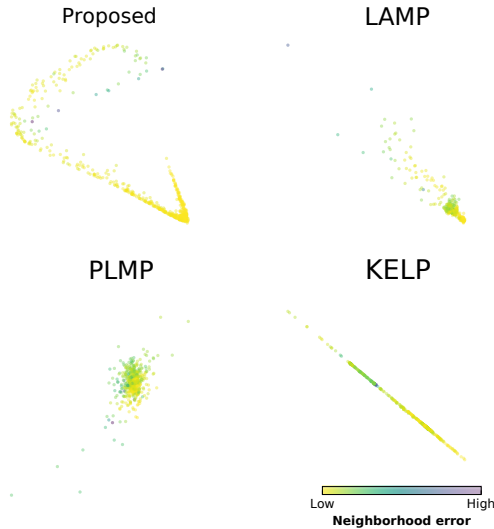 Proposed
LAMP
PLMP
KELP
Low
High
Neighborhood error